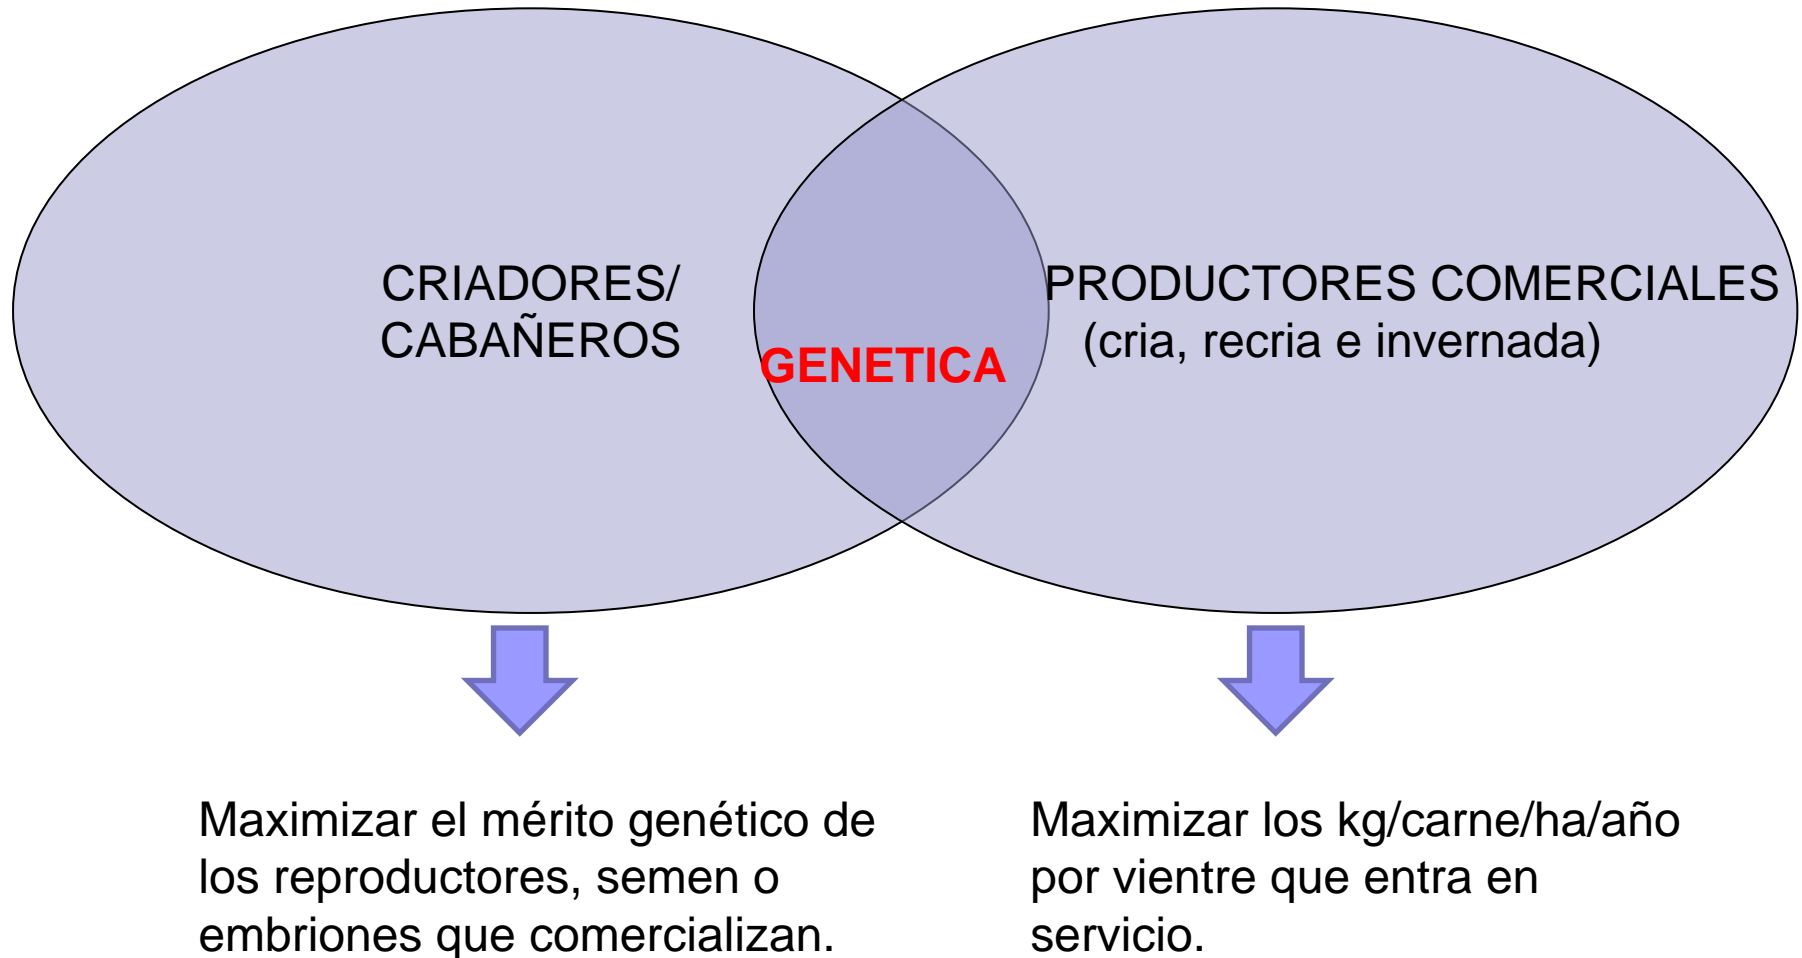 CRIADORES/
CABAÑEROS
GENETICA
PRODUCTORES COMERCIALES
(cria, recria e invernada)
Maximizar el mérito genético de
los reproductores, semen o
embriones que comercializan.
Maximizar los kg/carne/ha/año
por vientre que entra en
servicio.